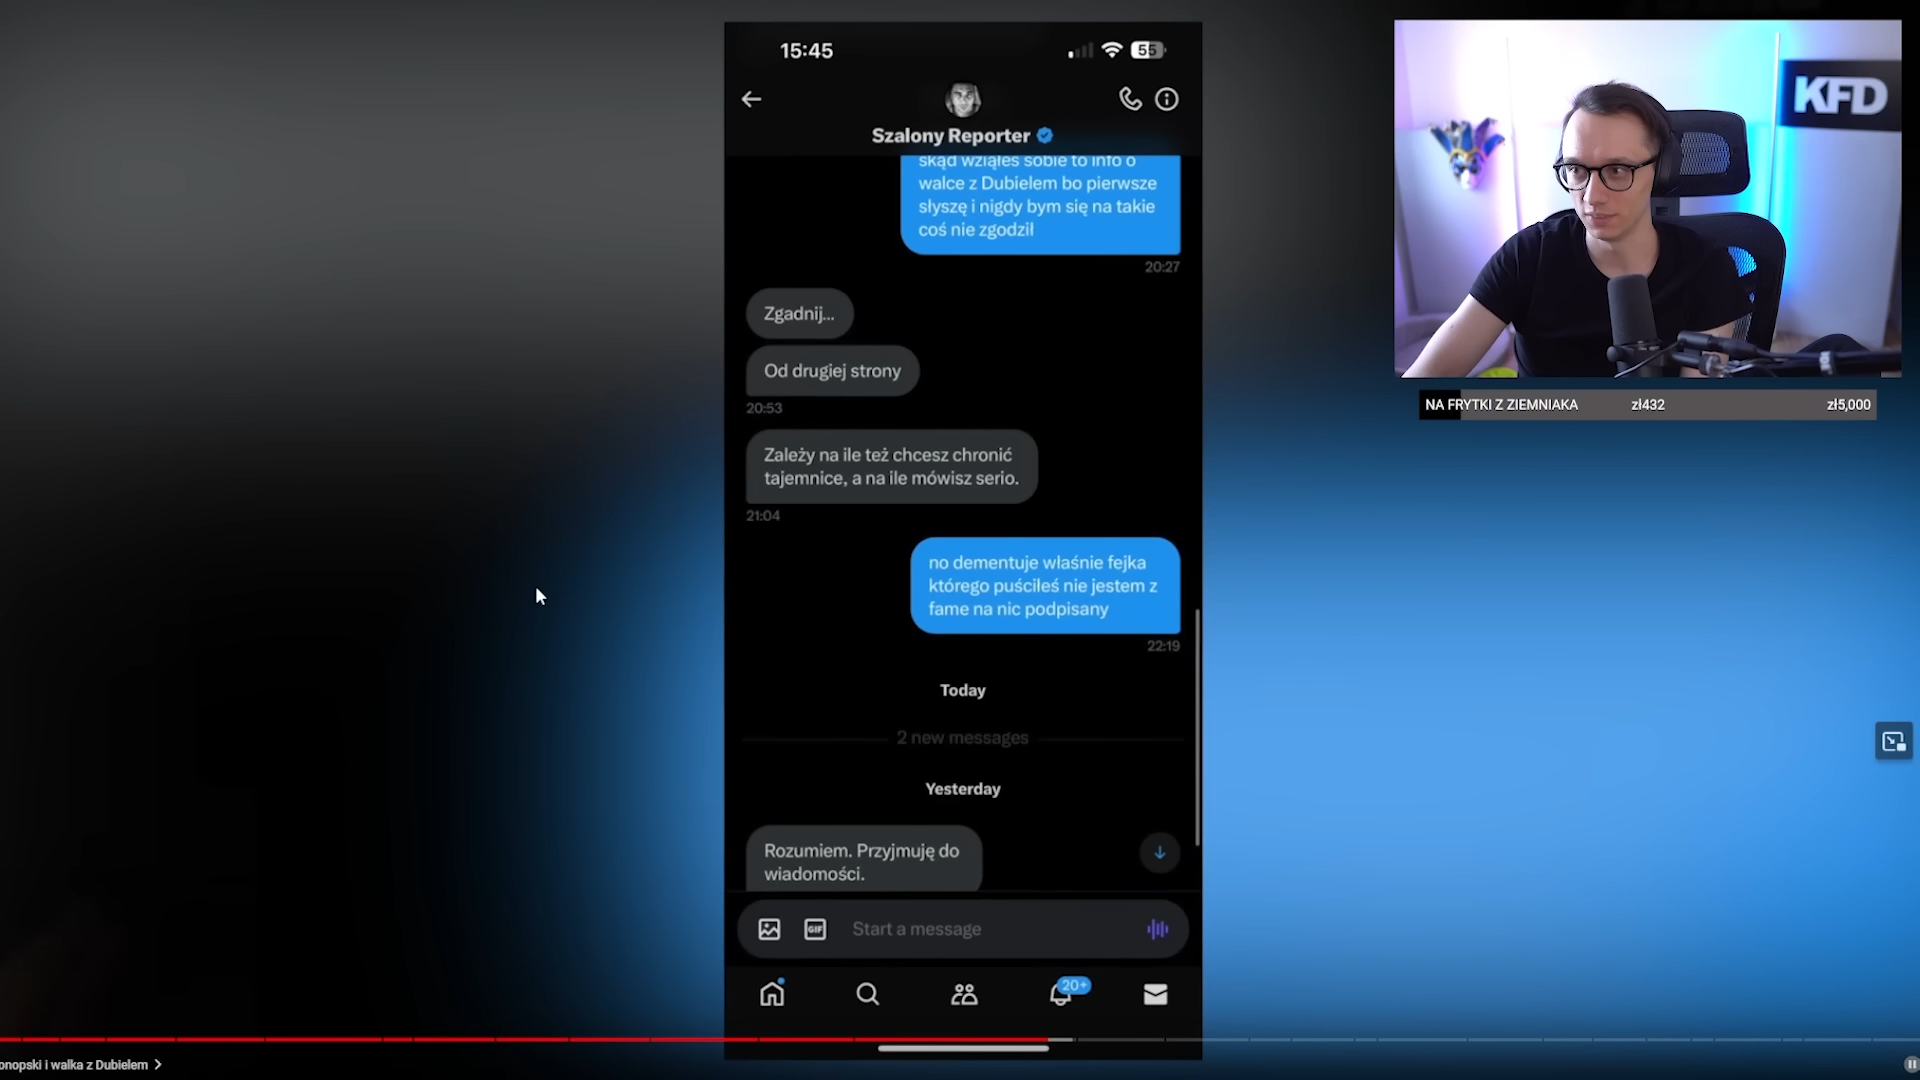 15:45
55
Szalony Reporter
skąd wziąłeś sobie to info o
walce z Dubielem bo pierwsze
słyszę i nigdy bym się na takie
coś nie zgodził
20:27
Zgadnij...
Od drugiej strony
20:53
Zależy na ile też chcesz chronić
tajemnice, a na ile mówisz serio.
21:04
no dementuje właśnie fejka
którego puściłeś nie jestem z
fame na nic podpisany
22:19
Today
2 new messages
Yesterday
Rozumiem. Przyjmuję do
wiadomości.
GIF
Start a message
20+
KFD
NA FRYTKI Z ZIEMNIAKA zł432 zł5,000
onopski i walka z Dubielem